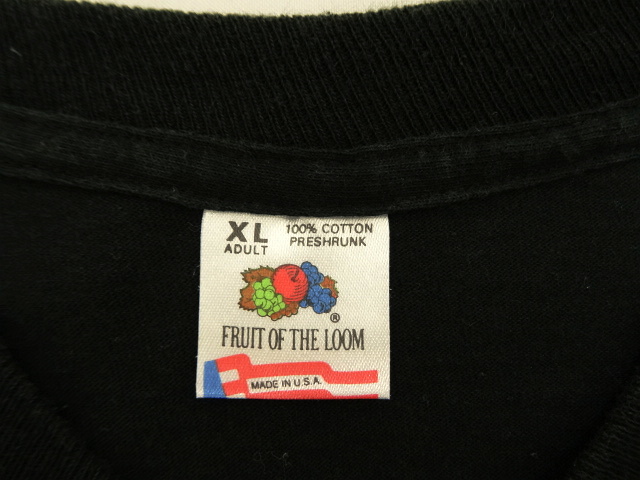 XL
ADULT
100% COTTON
PRESHRUNK
®
FRUIT OF THE LOOM
MADE IN U.S.A.